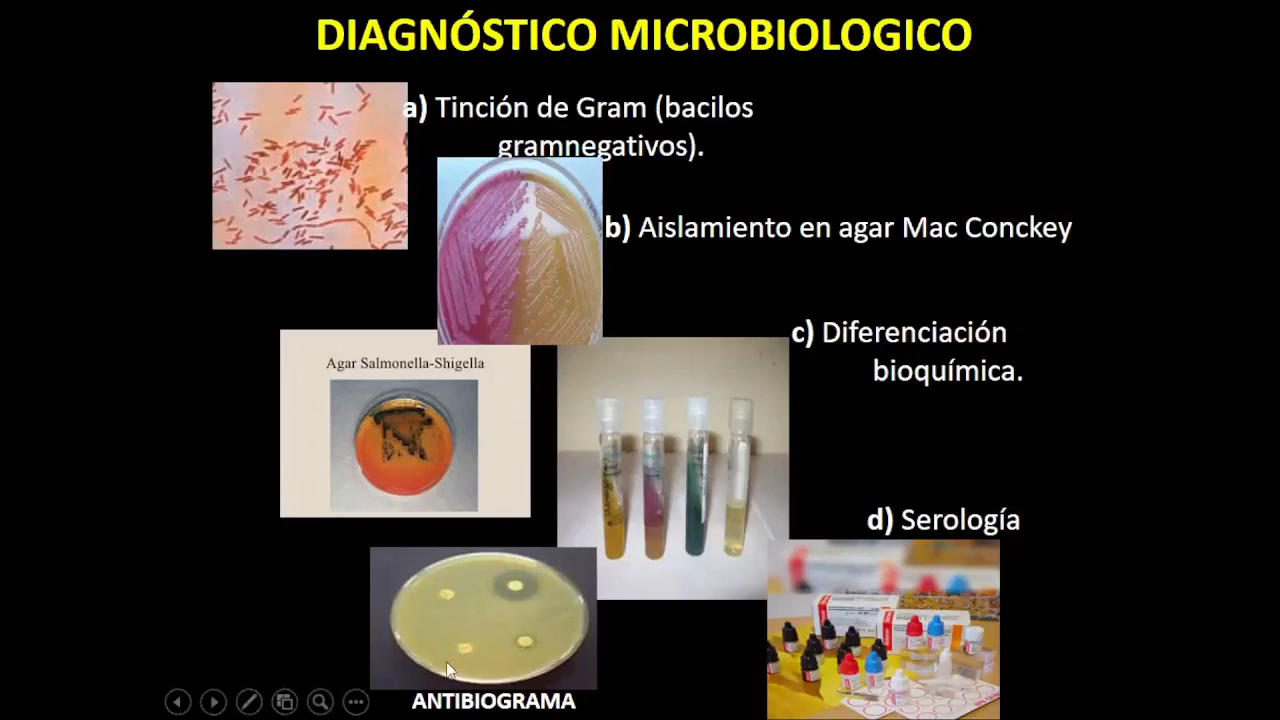 DIAGNÓSTICO MICROBIOLOGICO
a) Tinción de Gram (bacilos
gramnegativos).
b) Aislamiento en agar Mac Conckey
c) Diferenciación
bioquímica.
Agar Salmonella-Shigella
d) Serología
ANTIBIOGRAMA